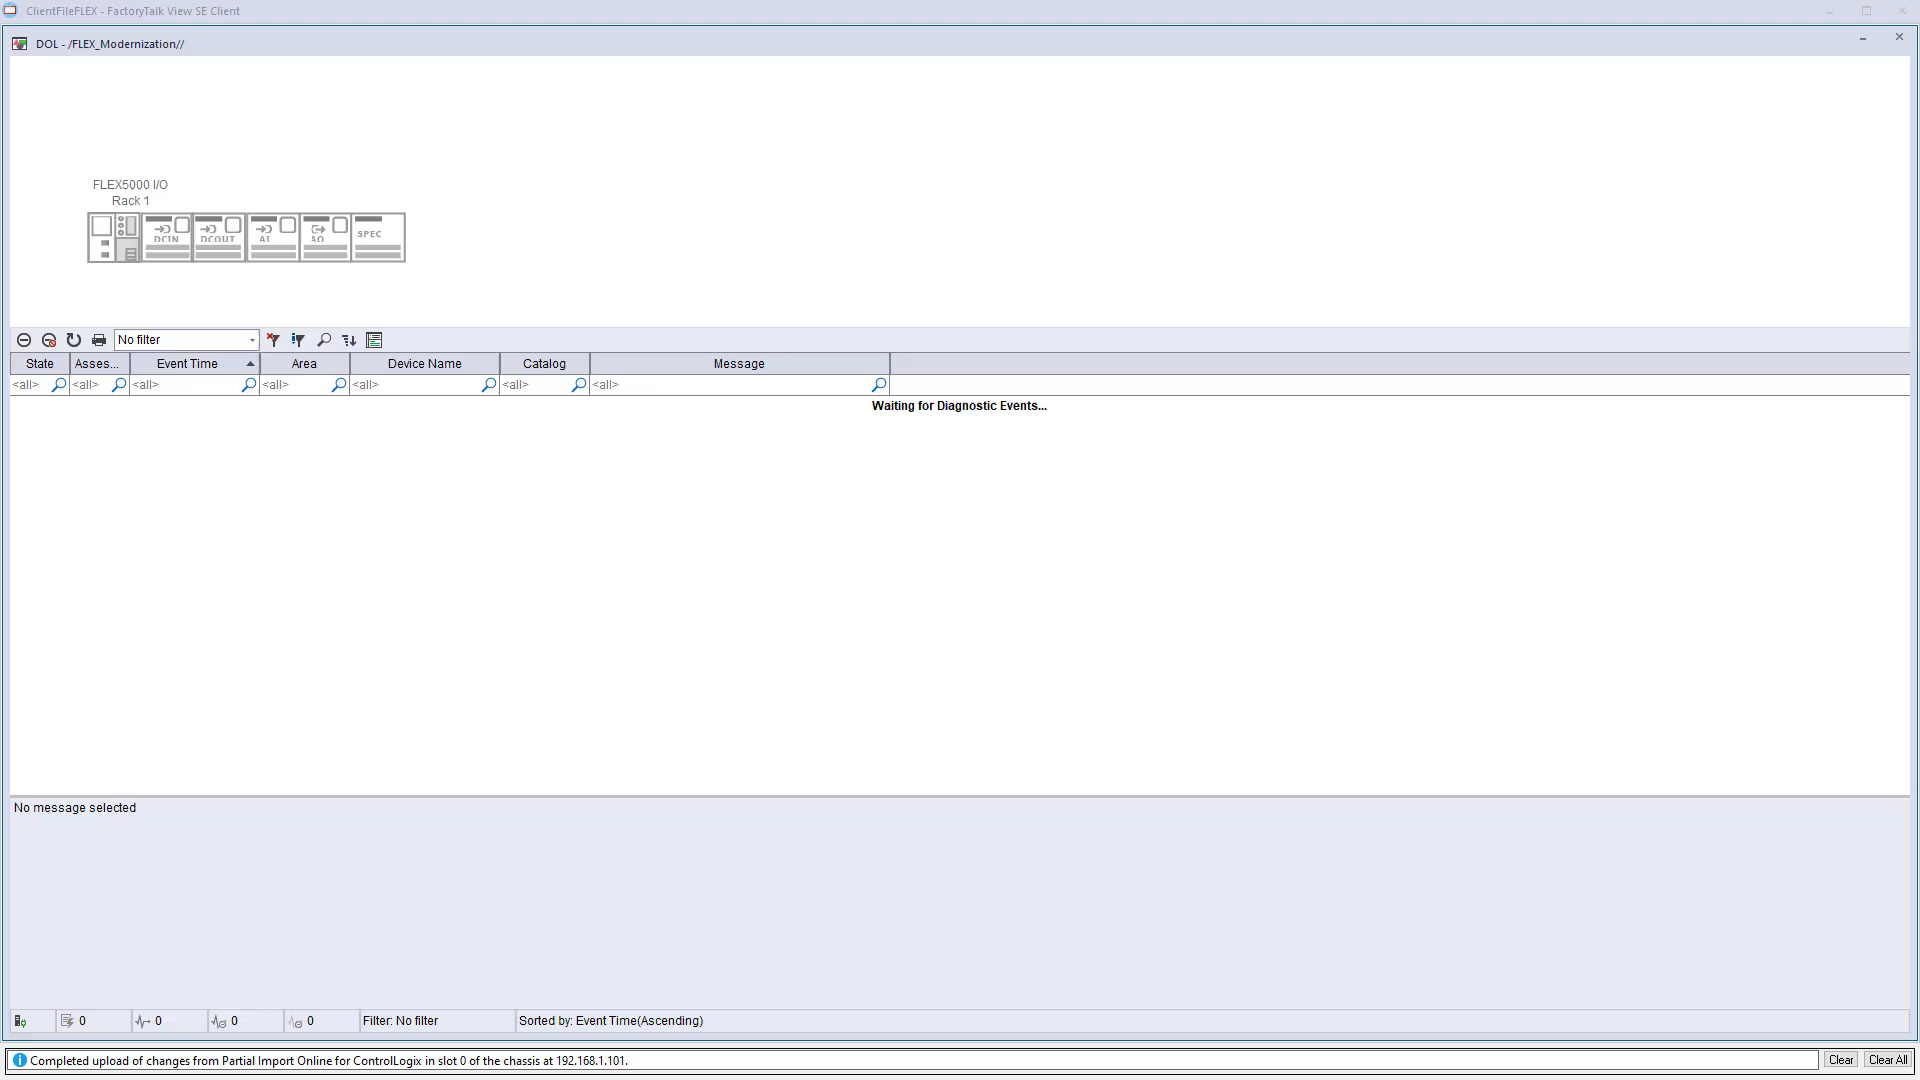 ClientFileFLEX - FactoryTalk View SE Client
DOL - /FLEX_Modernization//
FLEX5000 I/O
Rack 1
DCIN DCOUT AI AO SPEC
No filter
State Asses... Event Time Area Device Name Catalog Message
<all> <all> <all> <all> <all> <all> <all>
Waiting for Diagnostic Events...
No message selected
0 0 0 0 Filter: No filter Sorted by: Event Time(Ascending)
Completed upload of changes from Partial Import Online for ControlLogix in slot 0 of the chassis at 192.168.1.101. Clear Clear All